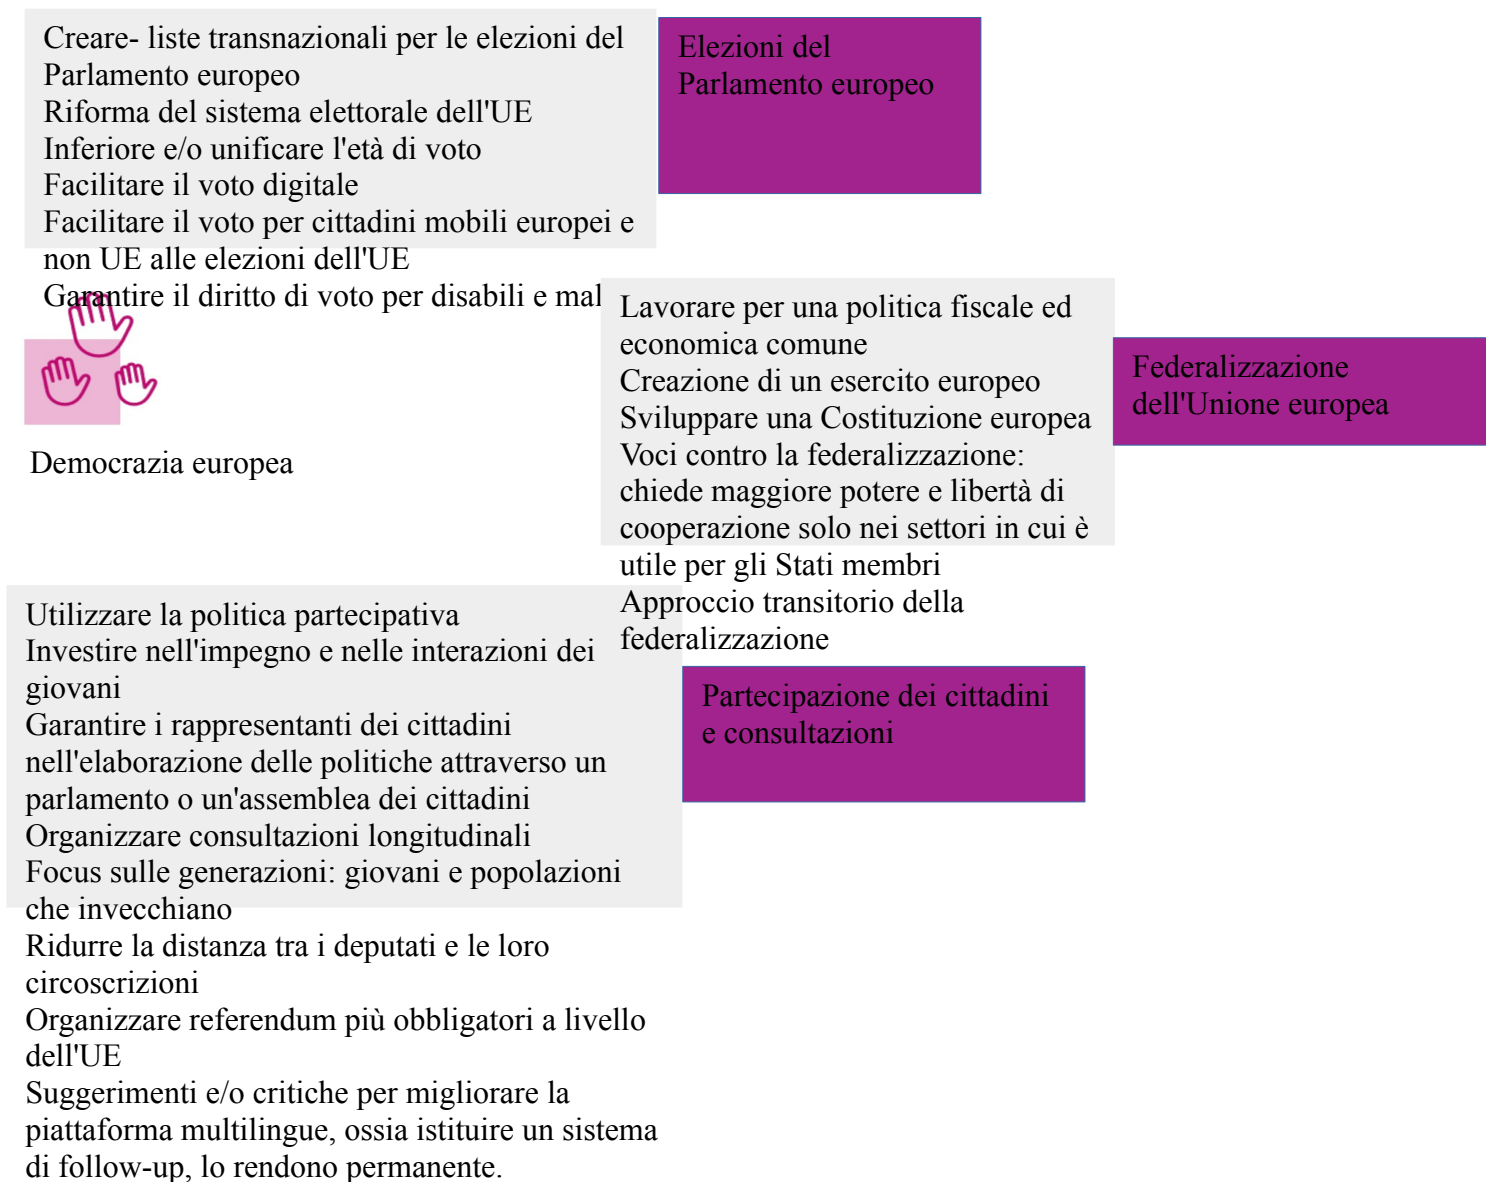 Creare- liste transnazionali per le elezioni del
Parlamento europeo
Riforma del sistema elettorale dell'UE
Inferiore e/o unificare l'età di voto
Facilitare il voto digitale
Facilitare il voto per cittadini mobili europei e
non UE alle elezioni dell'UE
Garantire il diritto di voto per disabili e mal
Elezioni del
Parlamento europeo
Democrazia europea
Lavorare per una politica fiscale ed
economica comune
Creazione di un esercito europeo
Sviluppare una Costituzione europea
Voci contro la federalizzazione:
chiede maggiore potere e libertà di
cooperazione solo nei settori in cui è
utile per gli Stati membri
Approccio transitorio della
federalizzazione
Federalizzazione
dell'Unione europea
Utilizzare la politica partecipativa
Investire nell'impegno e nelle interazioni dei
giovani
Garantire i rappresentanti dei cittadini
nell'elaborazione delle politiche attraverso un
parlamento o un'assemblea dei cittadini
Organizzare consultazioni longitudinali
Focus sulle generazioni: giovani e popolazioni
che invecchiano
Ridurre la distanza tra i deputati e le loro
circoscrizioni
Organizzare referendum più obbligatori a livello
dell'UE
Suggerimenti e/o critiche per migliorare la
piattaforma multilingue, ossia istituire un sistema
di follow-up, lo rendono permanente.
Partecipazione dei cittadini
e consultazioni